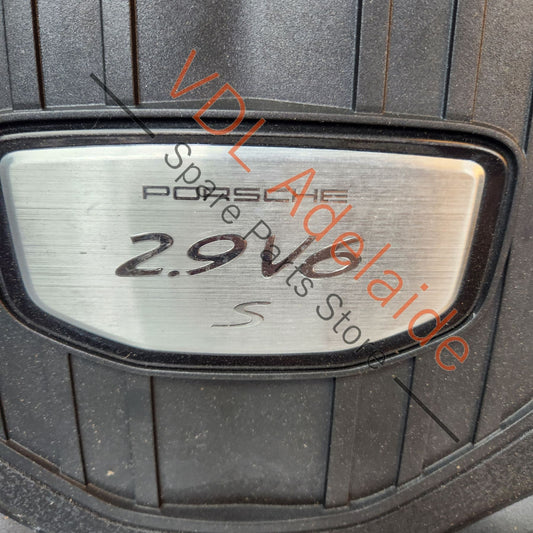 PORSCHE
2.9V6
S
VDL Adelaide
Spare Parts Store